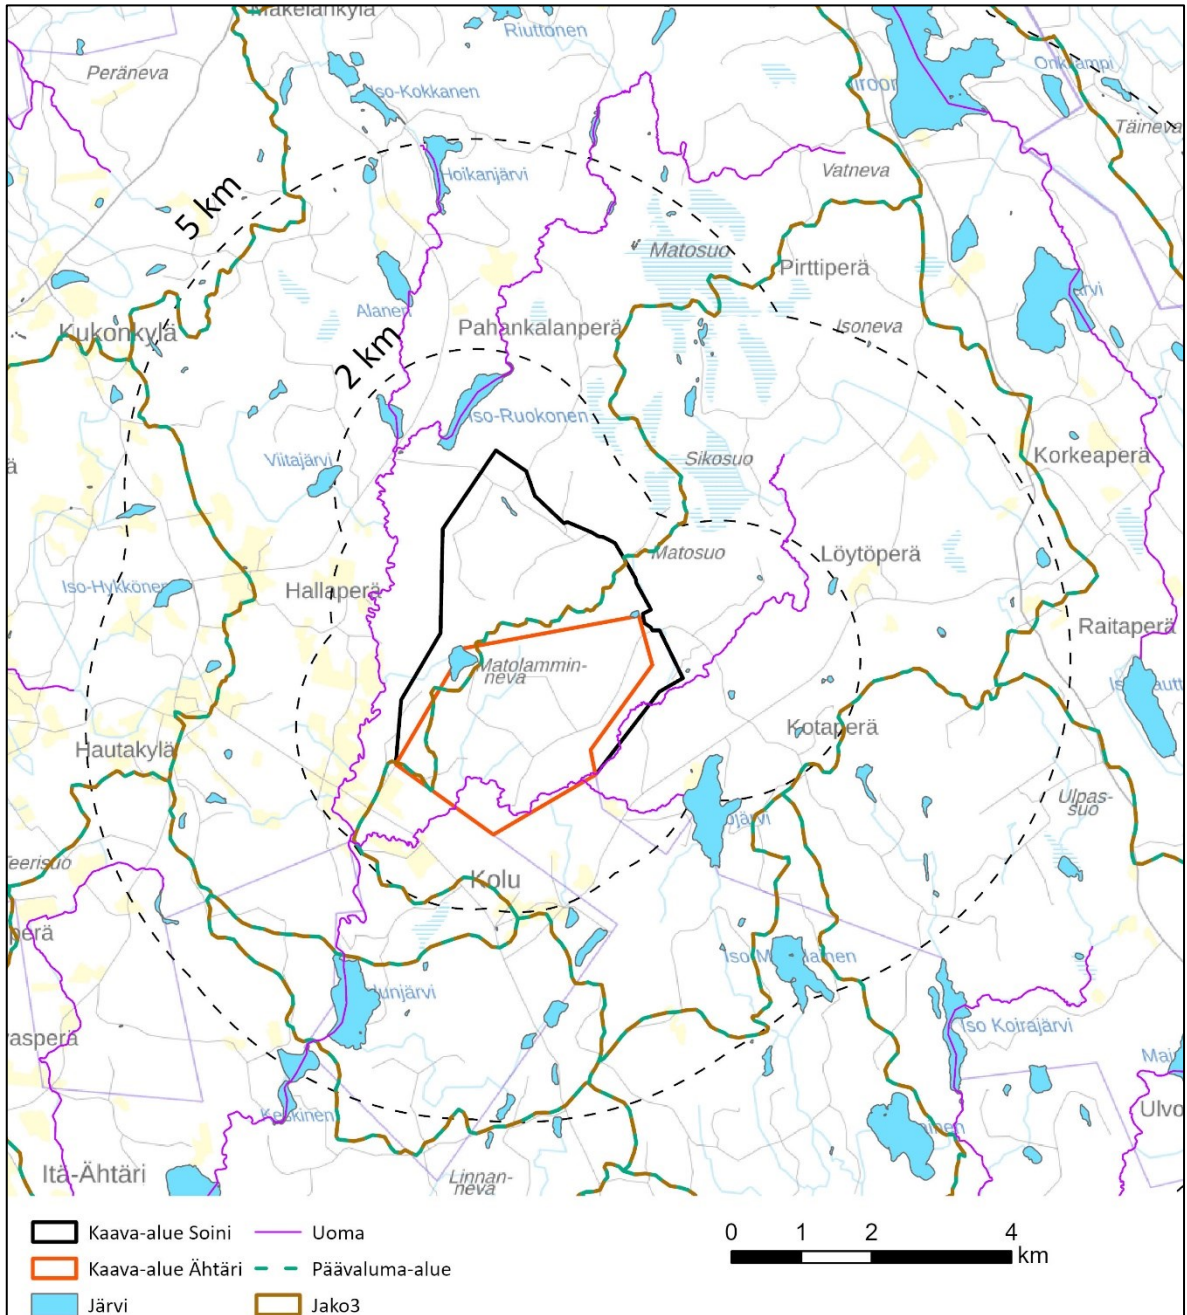 Riuttonen
Peräneva
Iso-Kokkanen
Täineva
Hoikanjärvi
Vatneva
5 km
Matosuo
Pirttiperä
Alanen
Kukonkylä
Pahankalanperä
Isoneva
2 km
Iso-Ruokonen
Viitajärvi
Sikosuo
Korkeaperä
Matosuo
Löytöperä
Iso-Hykkönen
Hallaperä
Raitaperä
Matolammin-
neva
Hautakylä
Kotaperä
Ulpas-
suo
Kolu
Iso Koirajärvi
Ulvo
Itä-Ähtäri
Linnan-
neva
Kaava-alue Soini
Uoma
0 1 2 4
km
Kaava-alue Ähtäri
Päävaluma-alue
Järvi
Jako3